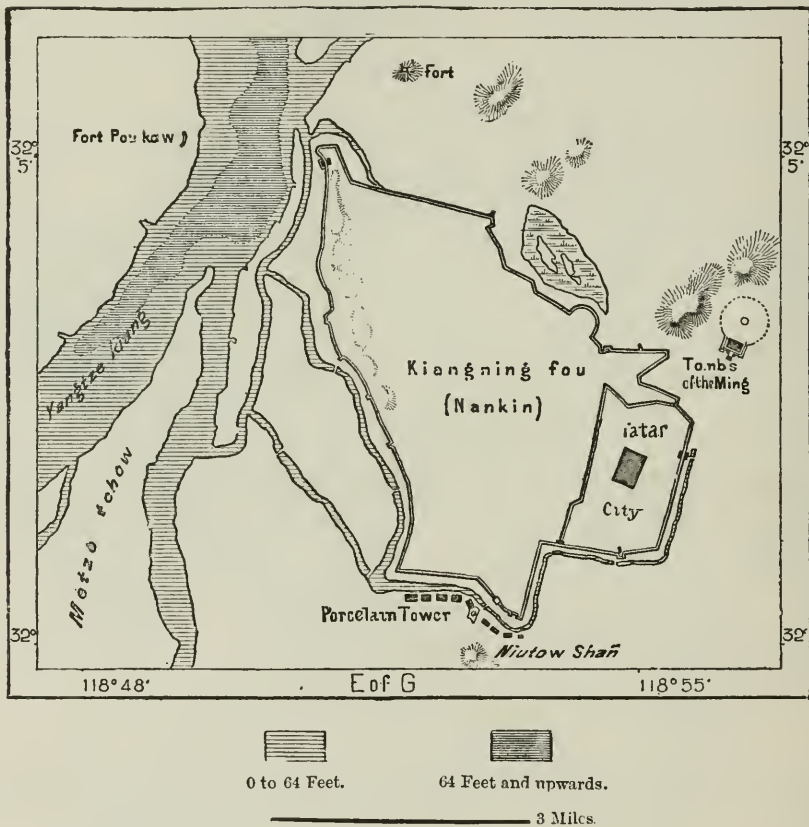 Fort
Fort Poukow
32°
5'
32°
5'
Yangtze Kiang
Kiangning fou
(Nankin)
Tombs
of the Ming
Tatar
City
Motzo tchow
Porcelain Tower
Niutow Shan
32°
32°
118°48'
E of G
118°55'
0 to 64 Feet.
64 Feet and upwards.
3 Miles.